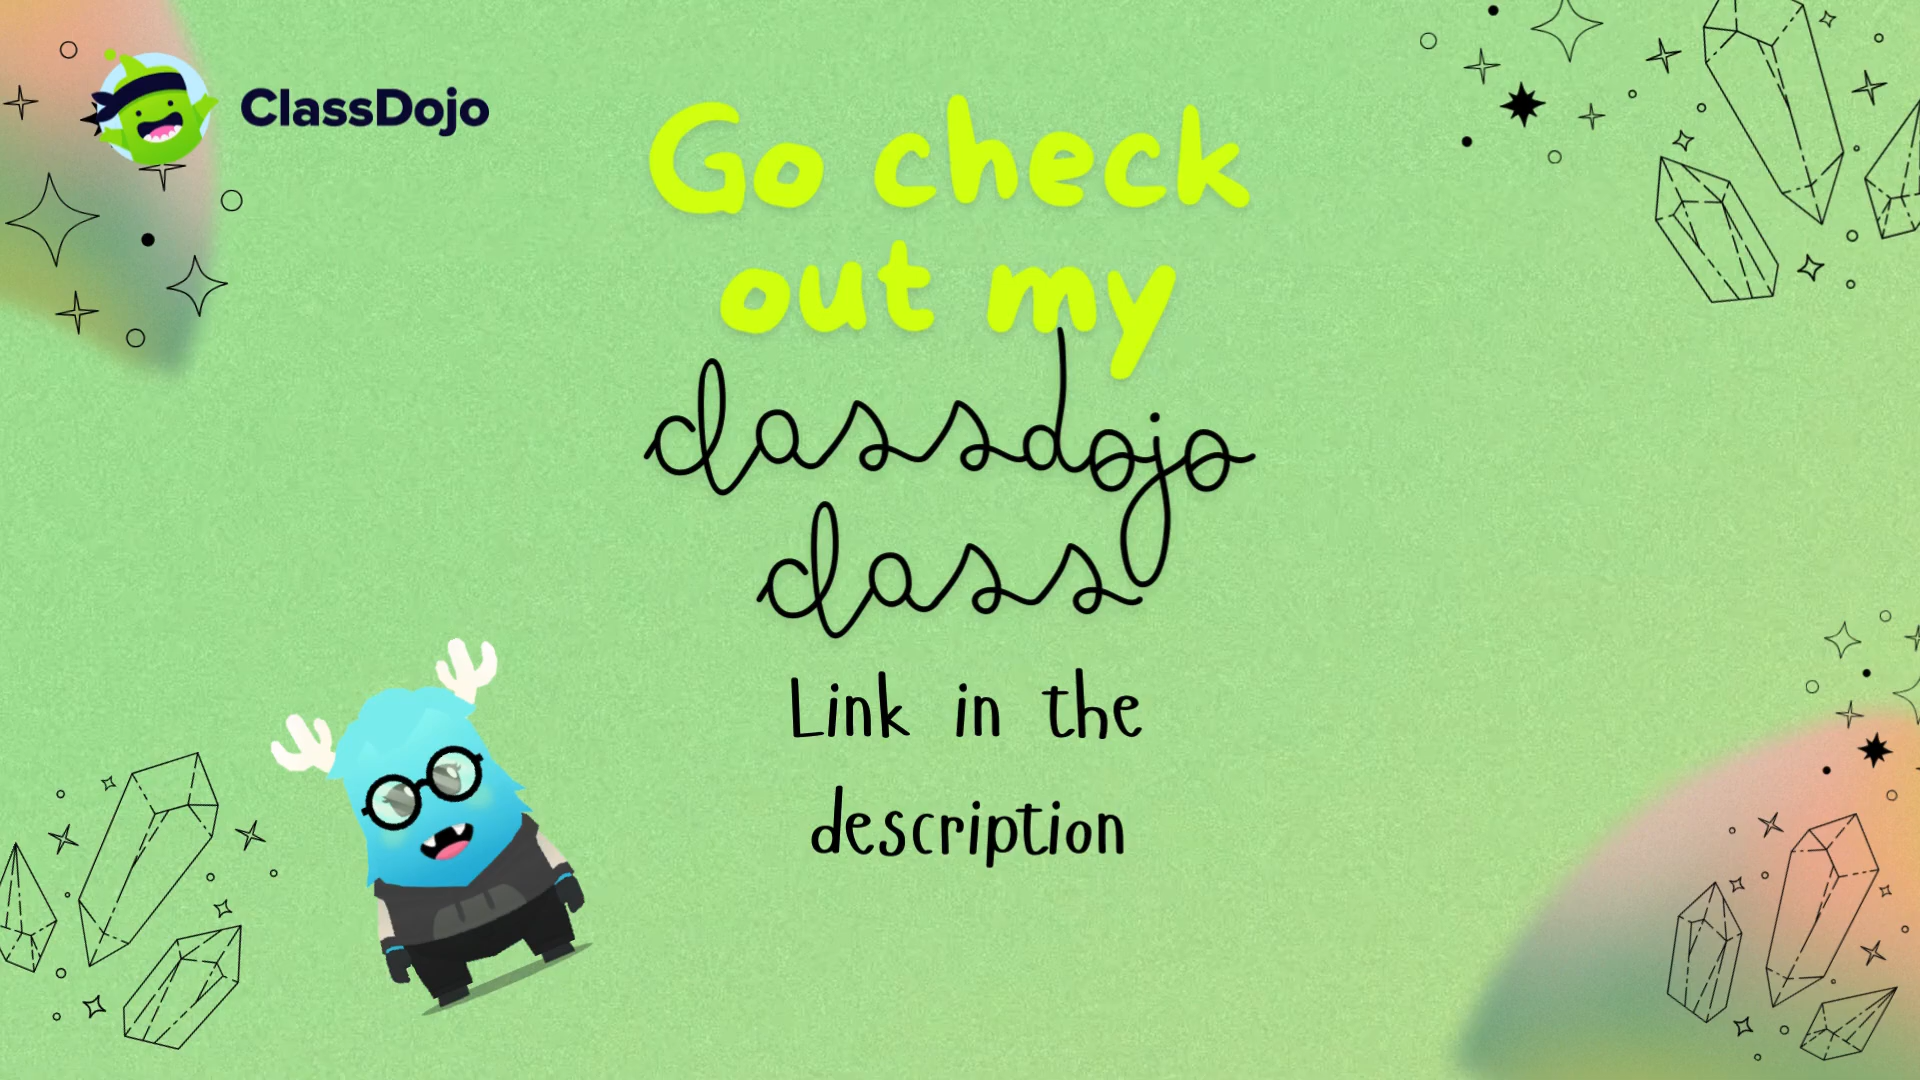 ClassDojo
Go check
out my
classdojo
class
Link in the
description